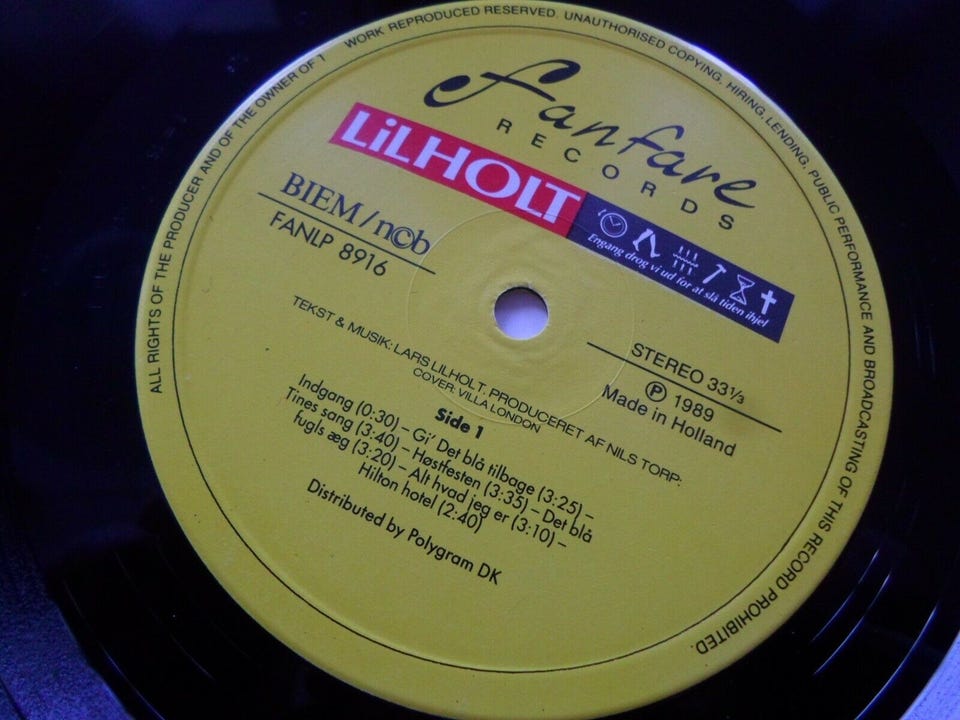 ALL RIGHTS OF THE PRODUCER AND OF THE OWNER OF 1 WORK REPRODUCED RESERVED. UNAUTHORISED COPYING, HIRING, LENDING, PUBLIC PERFORMANCE AND BROADCASTING OF THIS RECORD PROHIBITED.
Fanfare
RECORDS
LiLHOLT
Engang drog vi ud for at slå tiden ihjel
BIEM/n©b
FANLP 8916
STEREO 33⅓
Ⓟ 1989
Made in Holland
TEKST & MUSIK: LARS LILHOLT. PRODUCERET AF NILS TORP:
COVER: VILLA LONDON
Side 1
Indgang (0:30) – Gi' Det blå tilbage (3:25) –
Tines sang (3:40) – Høstfesten (3:35) – Det blå
fugls æg (3:20) – Alt hvad jeg er (3:10) –
Hilton hotel (2:40)
Distributed by Polygram DK